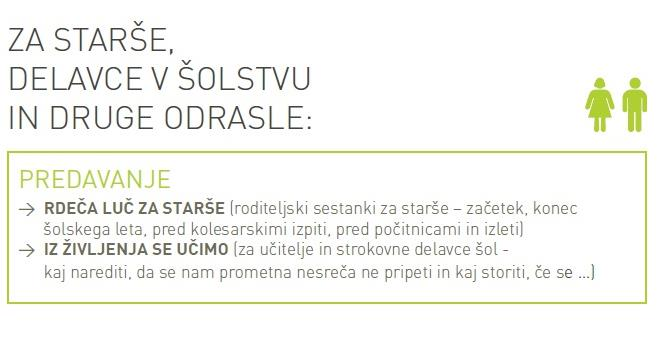 ZA STARŠE,
DELAVCE V ŠOLSTVU
IN DRUGE ODRASLE:
PREDAVANJE
→ RDEČA LUČ ZA STARŠE (roditeljski sestanki za starše – začetek, konec
šolskega leta, pred kolesarskimi izpiti, pred počitnicami in izleti)
→ IZ ŽIVLJENJA SE UČIMO (za učitelje in strokovne delavce šol -
kaj narediti, da se nam prometna nesreča ne pripeti in kaj storiti, če se ...)